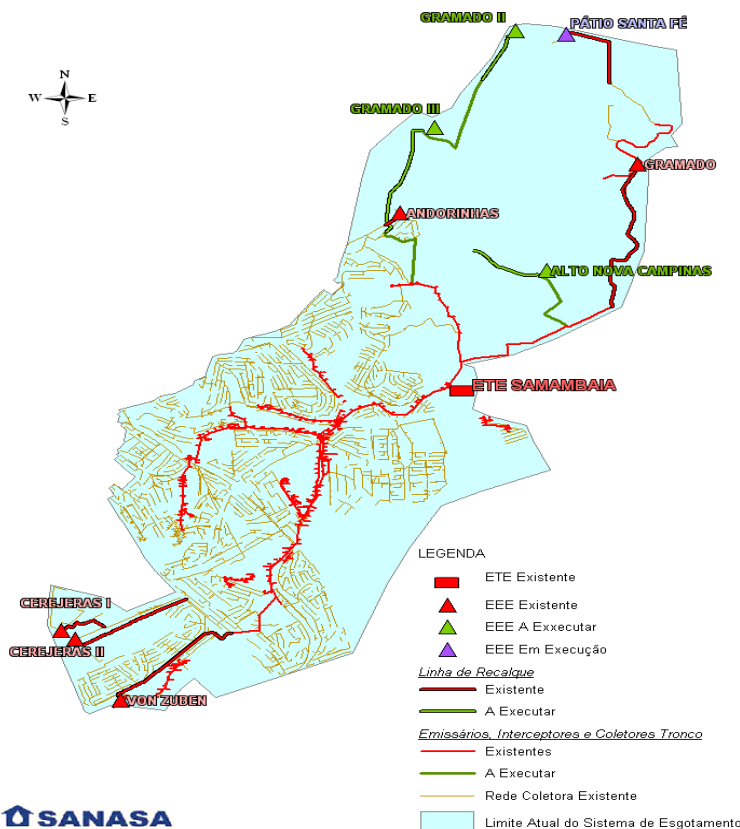 GRAMADO II
PÁTIO SANTA FÉ
N
W E
S
GRAMADO III
GRAMADO
ANDORINHAS
ALTO NOVA CAMPINAS
ETE SAMAMBAIA
CEREJERAS I
CEREJERAS II
VON ZUBEN
LEGENDA
ETE Existente
EEE Existente
EEE A Exxecutar
EEE Em Execução
Linha de Recalque
Existente
A Executar
Emissários, Interceptores e Coletores Tronco
Existentes
A Executar
Rede Coletora Existente
Limite Atual do Sistema de Esgotamento
SANASA